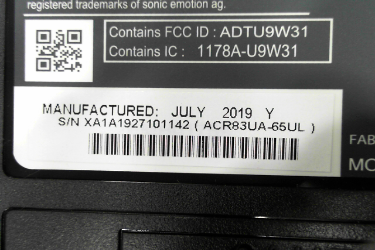 registered trademarks of sonic emotion ag.
Contains FCC ID : ADTU9W31
Contains IC : 1178A-U9W31
MANUFACTURED: JULY 2019 Y
S/N XA1A1927101142 ( ACR83UA-65UL )
FAB
MO